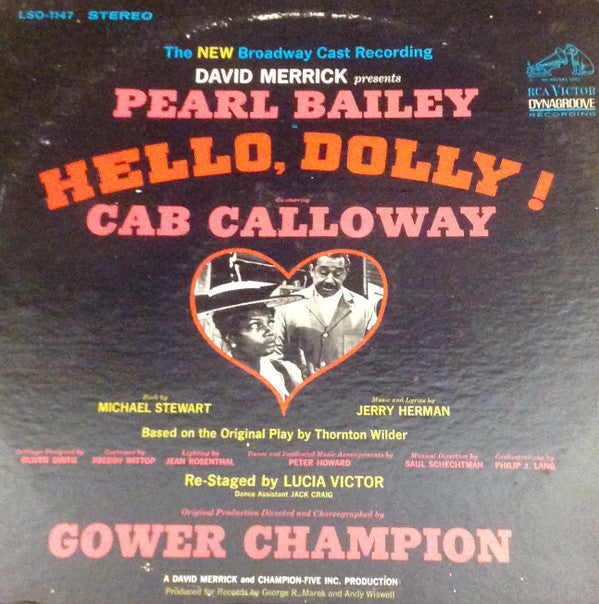 LSO-1147 STEREO
The NEW Broadway Cast Recording
DAVID MERRICK presents
PEARL BAILEY
in
HELLO, DOLLY!
Co-starring
CAB CALLOWAY
RCA VICTOR
DYNAGROOVE
RECORDING
Book by
MICHAEL STEWART
Music and Lyrics by
JERRY HERMAN
Based on the Original Play by Thornton Wilder
Settings Designed by
OLIVER SMITH
Costumes by
FREDDY WITTOP
Lighting by
JEAN ROSENTHAL
Dance and Incidental Music Arrangements by
PETER HOWARD
Musical Direction by
SAUL SCHECHTMAN
Orchestrations by
PHILIP J. LANG
Re-Staged by LUCIA VICTOR
Dance Assistant JACK CRAIG
Original Production Directed and Choreographed by
GOWER CHAMPION
A DAVID MERRICK and CHAMPION-FIVE INC. PRODUCTION
Produced for Records by George R. Marek and Andy Wiswell